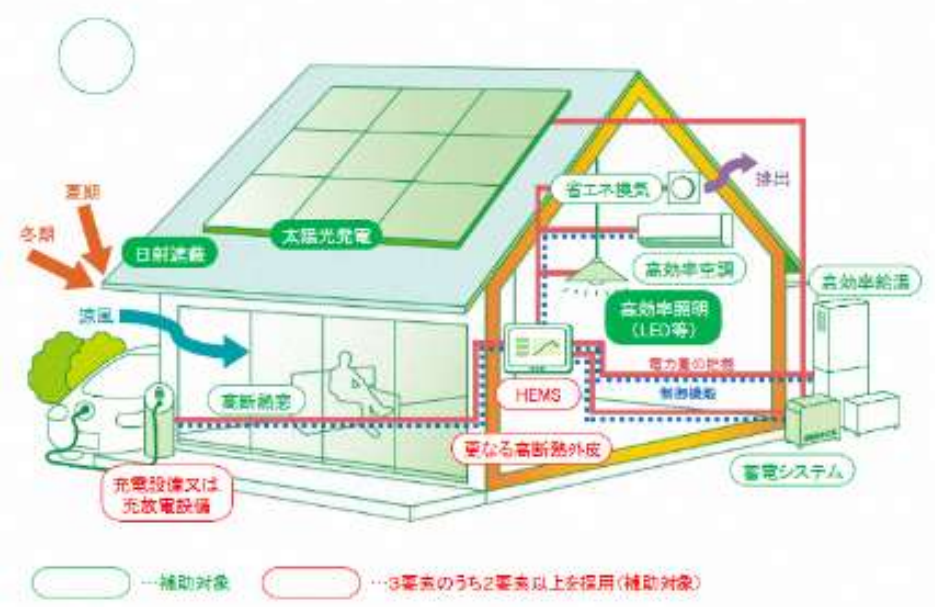 夏期
冬期
日射遮蔽
太陽光発電
省エネ換気
排出
高効率空調
高効率給湯
高効率照明
(LED等)
涼風
高断熱窓
HEMS
電力量の把握
制御機能
更なる高断熱外皮
蓄電システム
充電設備又は
充放電設備
…補助対象
…3要素のうち2要素以上を採用(補助対象)